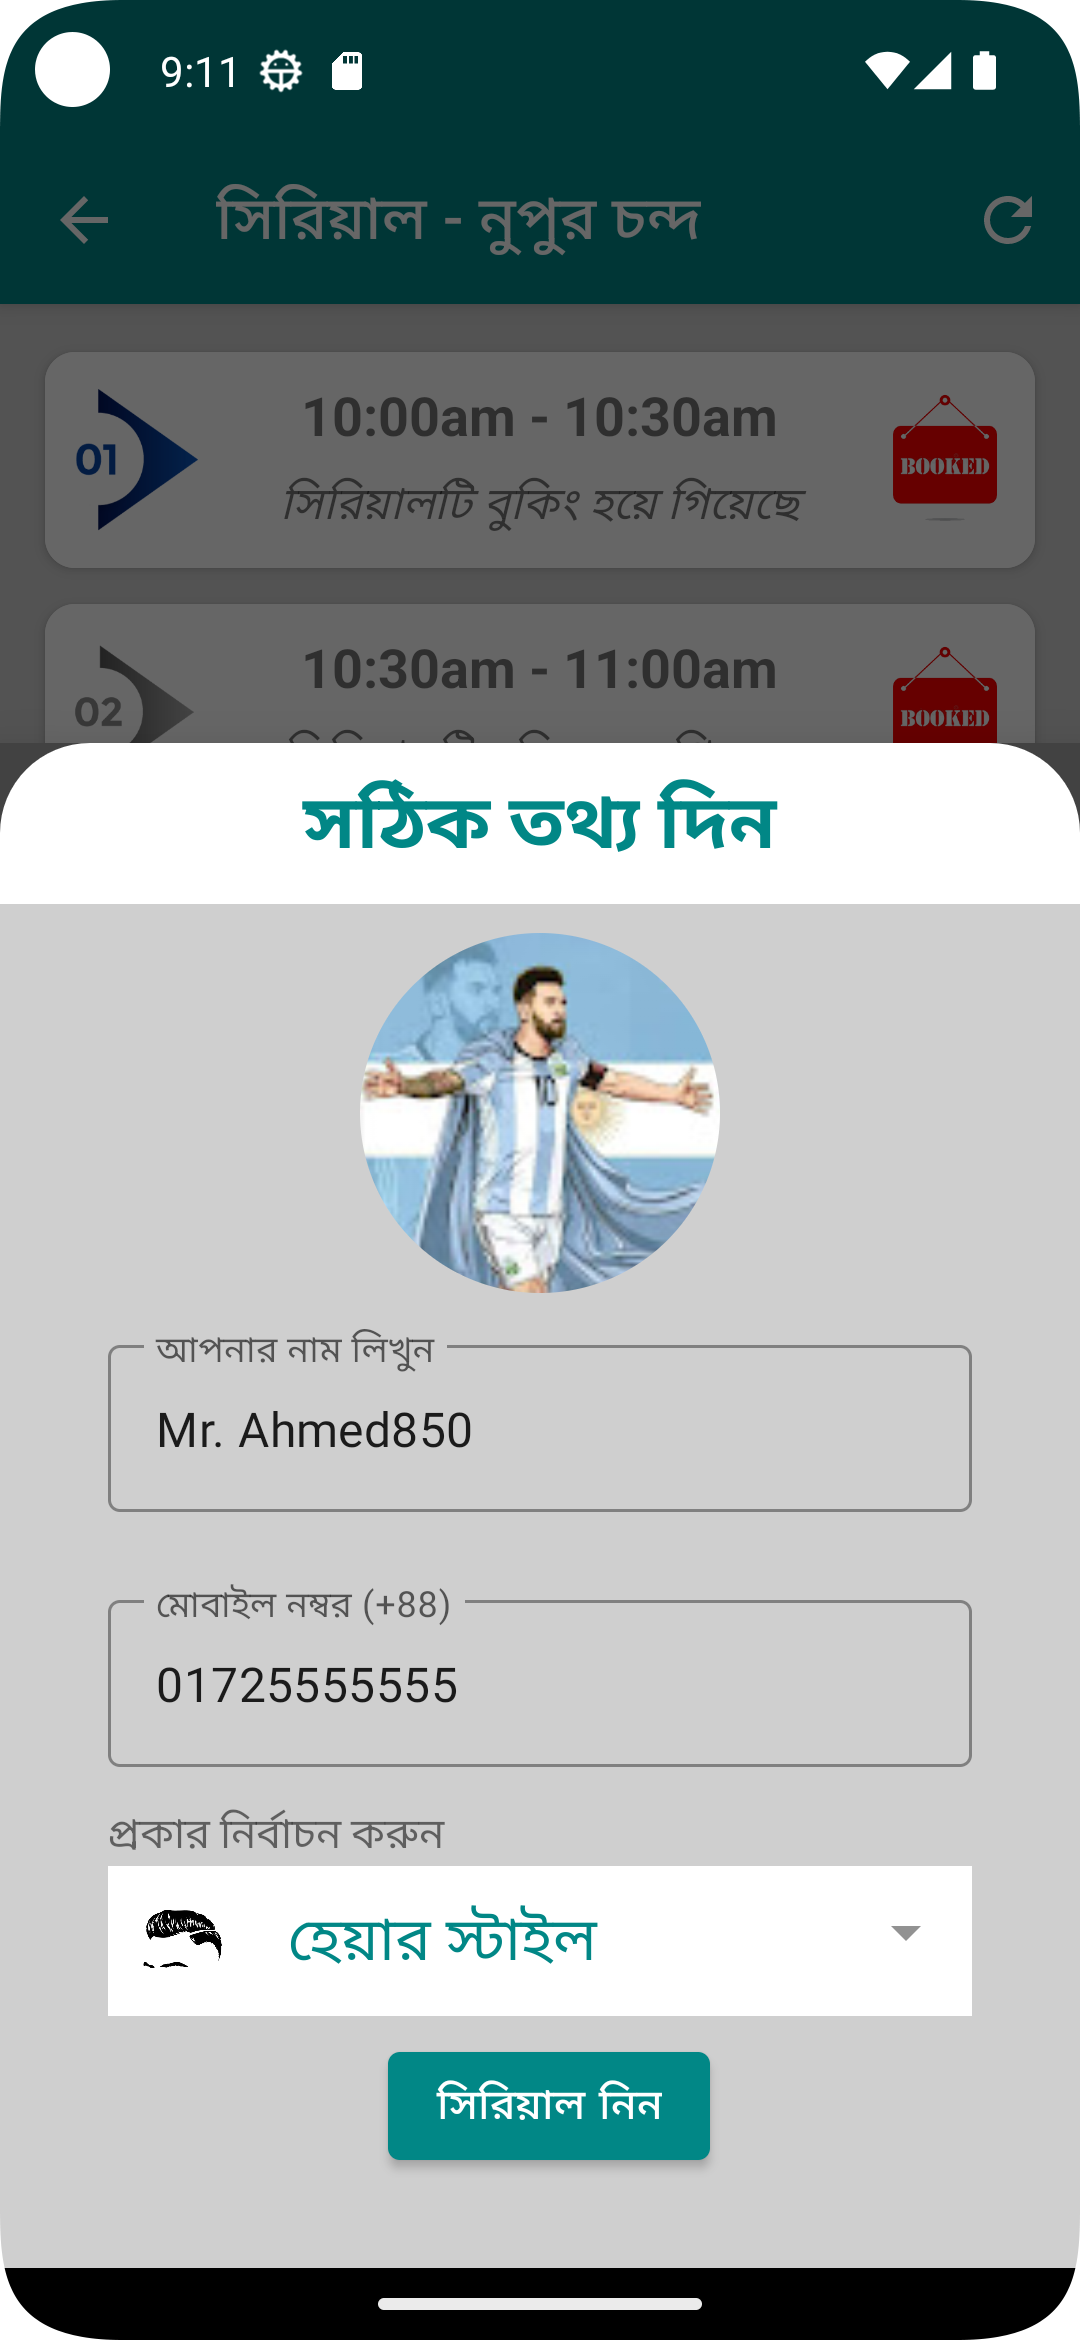 9:11
সিরিয়াল - নুপুর চন্দ
01
10:00am - 10:30am
BOOKED
সিরিয়ালটি বুকিং হয়ে গিয়েছে
02
10:30am - 11:00am
BOOKED
সঠিক তথ্য দিন
10
আপনার নাম লিখুন
Mr. Ahmed850
মোবাইল নম্বর (+88)
01725555555
প্রকার নির্বাচন করুন
হেয়ার স্টাইল
সিরিয়াল নিন